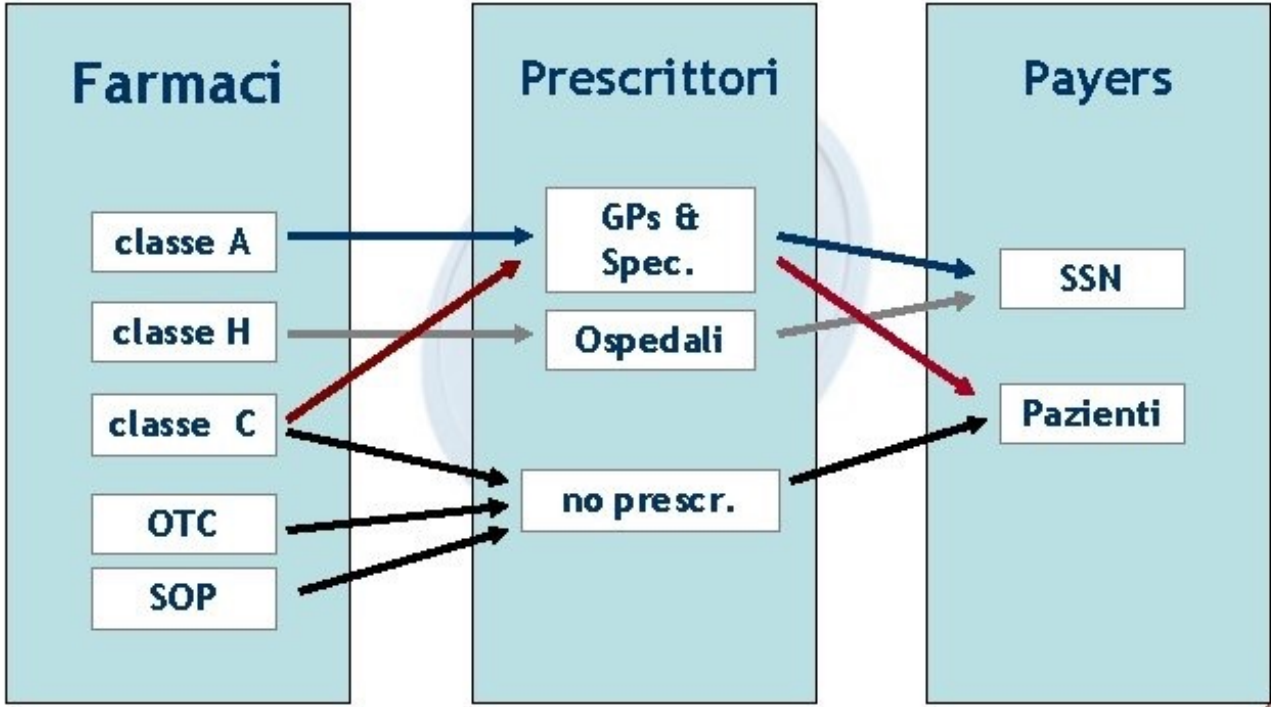 Farmaci
classe A
classe H
classe C
OTC
SOP
Prescrittori
GPs &
Spec.
Ospedali
no prescr.
Payers
SSN
Pazienti